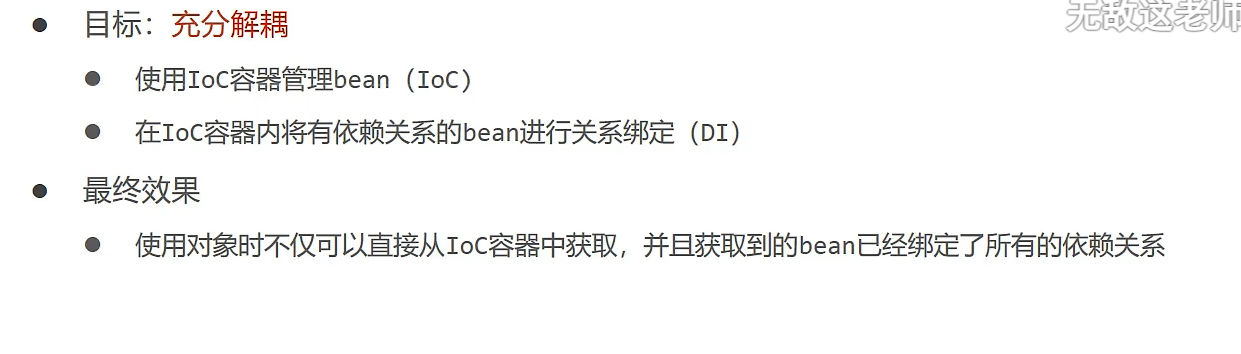 无敌这老师
目标：充分解耦
使用IoC容器管理bean（IoC）
在IoC容器内将有依赖关系的bean进行关系绑定（DI）
最终效果
使用对象时不仅可以直接从IoC容器中获取，并且获取到的bean已经绑定了所有的依赖关系